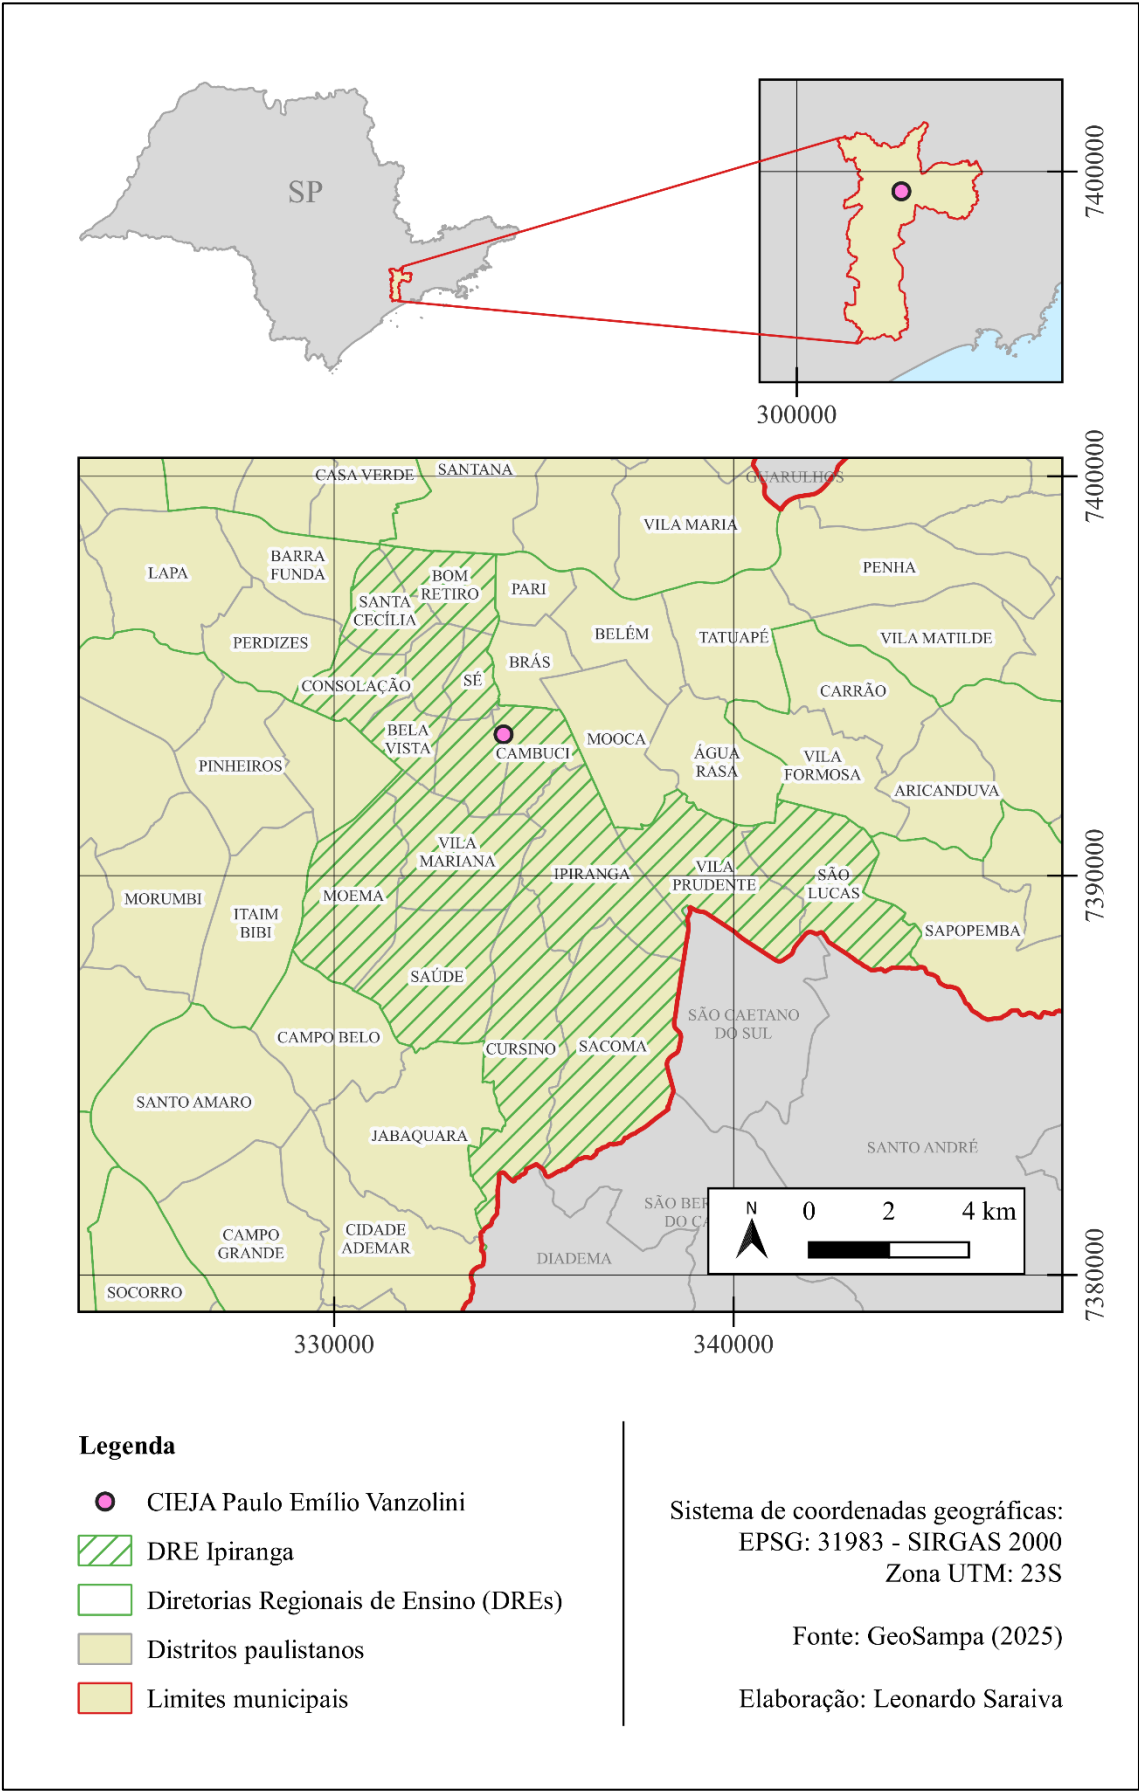 SP
7400000
300000
CASA VERDE
SANTANA
GUARULHOS
7400000
VILA MARIA
LAPA
BARRA
FUNDA
BOM
RETIRO
PARI
PENHA
SANTA
CECÍLIA
PERDIZES
BELÉM
TATUAPÉ
VILA MATILDE
CONSOLAÇÃO
SÉ
BRÁS
CARRÃO
BELA
VISTA
CAMBUCI
MOOCA
ÁGUA
RASA
VILA
FORMOSA
PINHEIROS
ARICANDUVA
VILA
MARIANA
IPIRANGA
VILA
PRUDENTE
SÃO
LUCAS
7390000
MORUMBI
ITAIM
BIBI
MOEMA
SAPOPEMBA
SAÚDE
SÃO CAETANO
DO SUL
CAMPO BELO
CURSINO
SACOMA
SANTO AMARO
JABAQUARA
SANTO ANDRÉ
SÃO BER
DO CA
CAMPO
GRANDE
CIDADE
ADEMAR
DIADEMA
SOCORRO
N
0 2 4 km
7380000
330000
340000
Legenda
CIEJA Paulo Emílio Vanzolini
DRE Ipiranga
Diretorias Regionais de Ensino (DREs)
Distritos paulistanos
Limites municipais
Sistema de coordenadas geográficas:
EPSG: 31983 - SIRGAS 2000
Zona UTM: 23S
Fonte: GeoSampa (2025)
Elaboração: Leonardo Saraiva